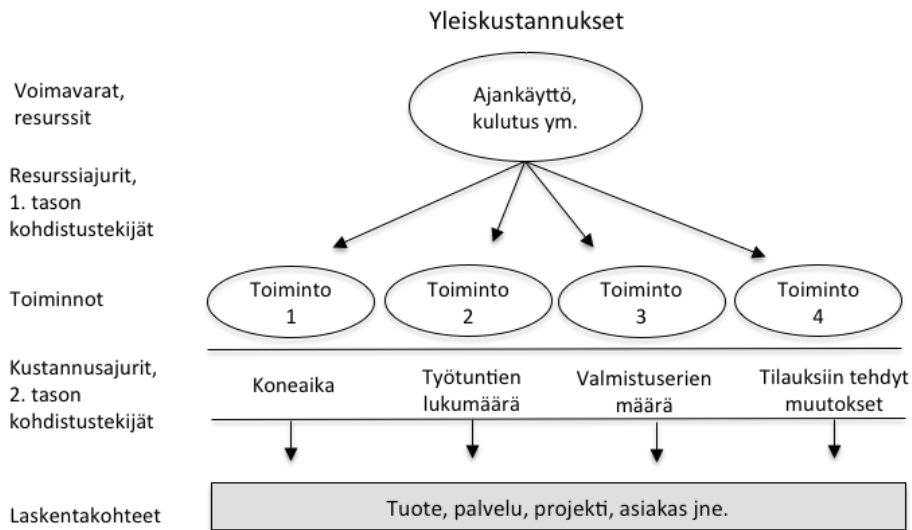 Yleiskustannukset
Voimavarat,
resurssit
Ajankäyttö,
kulutus ym.
Resurssiajurit,
1. tason
kohdistustekijät
Toiminnot
Toiminto
1
Toiminto
2
Toiminto
3
Toiminto
4
Kustannusajurit,
2. tason
kohdistustekijät
Koneaika
Työtuntien
lukumäärä
Valmistuserien
määrä
Tilauksiin tehdyt
muutokset
Laskentakohteet
Tuote, palvelu, projekti, asiakas jne.